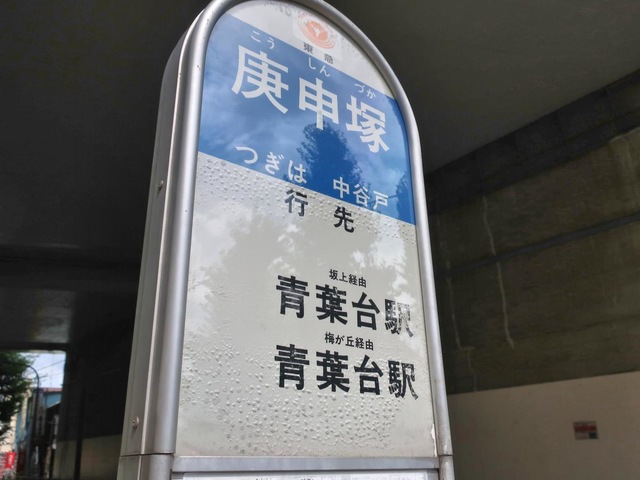 東急
こう しん づか
庚申塚
つぎは 中谷戸
行先
坂上経由
青葉台駅
梅が丘経由
青葉台駅